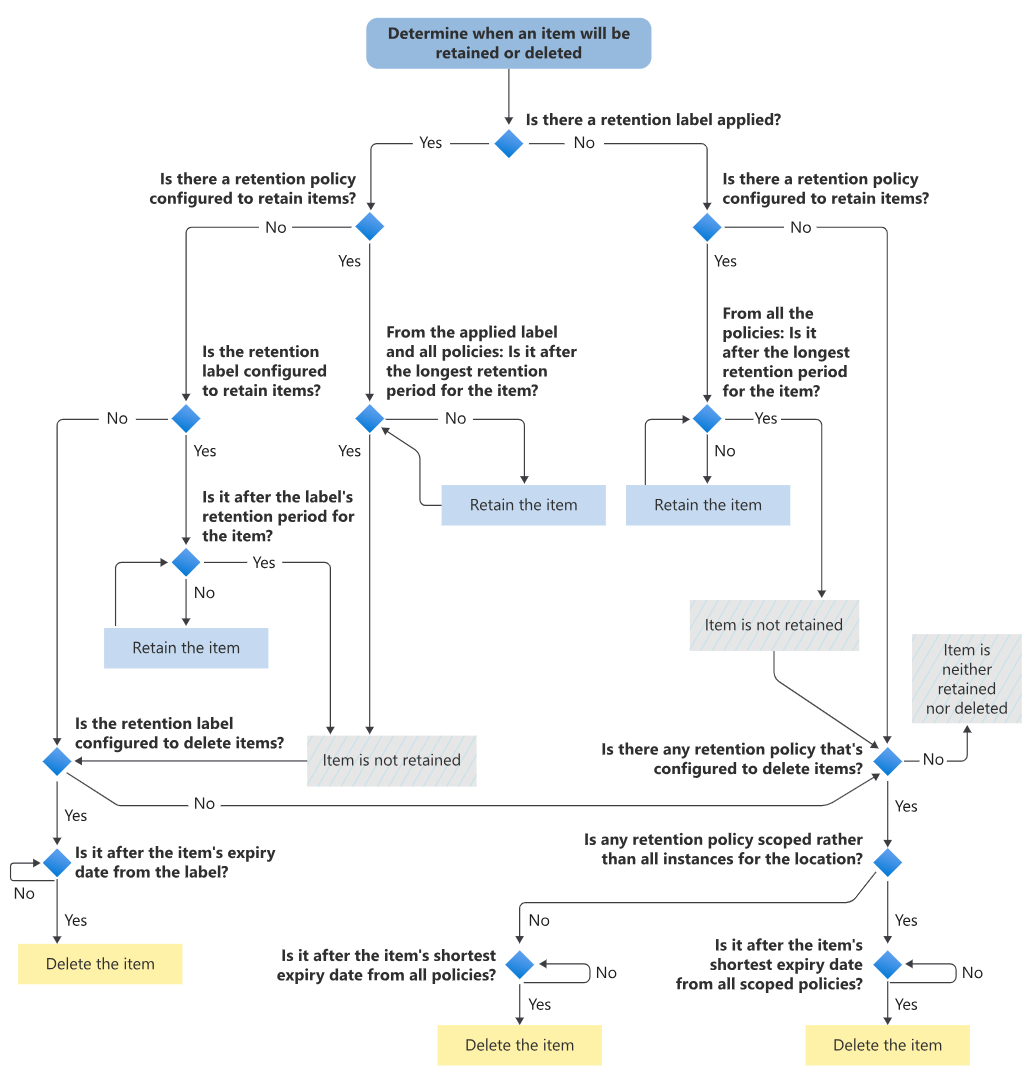 Determine when an item will be
retained or deleted
Is there a retention label applied?
Yes
No
Is there a retention policy
configured to retain items?
Is there a retention policy
configured to retain items?
No
No
Yes
Yes
From all the
policies: Is it
after the longest
retention period
for the item?
From the applied label
and all policies: Is it after
the longest retention
period for the item?
Is the retention
label configured
to retain items?
No
No
Yes
Yes
Yes
No
Is it after the label's
retention period for
the item?
Retain the item
Retain the item
Yes
No
Retain the item
Item is not retained
Item is
neither
retained
nor deleted
Is the retention label
configured to delete items?
Item is not retained
Is there any retention policy that's
configured to delete items?
No
No
Yes
Yes
Is it after the item's expiry
date from the label?
Is any retention policy scoped rather
than all instances for the location?
No
Yes
No
Yes
Delete the item
Is it after the item's shortest
expiry date from all policies?
No
Is it after the item's
shortest expiry date
from all scoped policies?
No
Yes
Yes
Delete the item
Delete the item